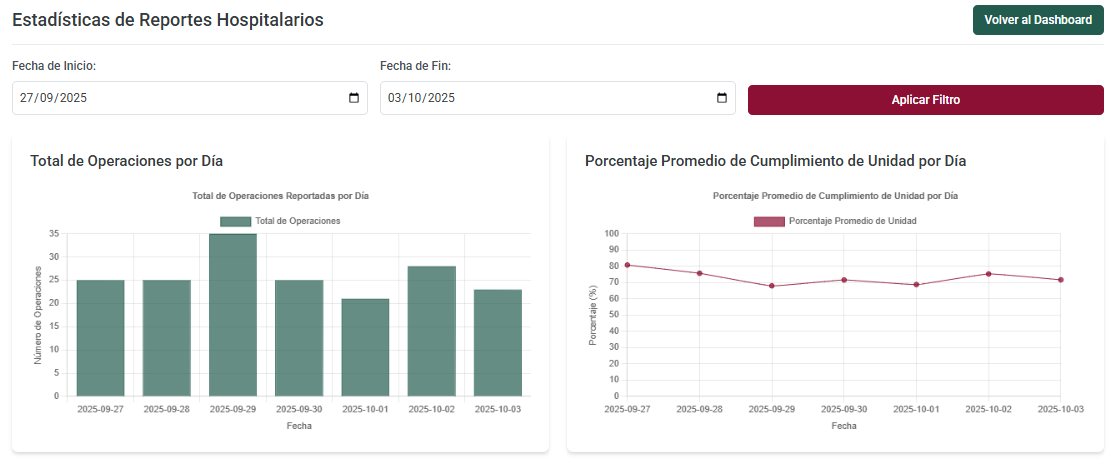 Estadísticas de Reportes Hospitalarios
Volver al Dashboard
Fecha de Inicio:
Fecha de Fin:
27/09/2025
03/10/2025
Aplicar Filtro
Total de Operaciones por Día
Total de Operaciones Reportadas por Día
Total de Operaciones
Número de Operaciones
35
30
25
20
15
10
5
0
2025-09-27 2025-09-28 2025-09-29 2025-09-30 2025-10-01 2025-10-02 2025-10-03
Fecha
Porcentaje Promedio de Cumplimiento de Unidad por Día
Porcentaje Promedio de Cumplimiento de Unidad por Día
Porcentaje Promedio de Unidad
Porcentaje (%)
100
90
80
70
60
50
40
30
20
10
0
2025-09-27 2025-09-28 2025-09-29 2025-09-30 2025-10-01 2025-10-02 2025-10-03
Fecha